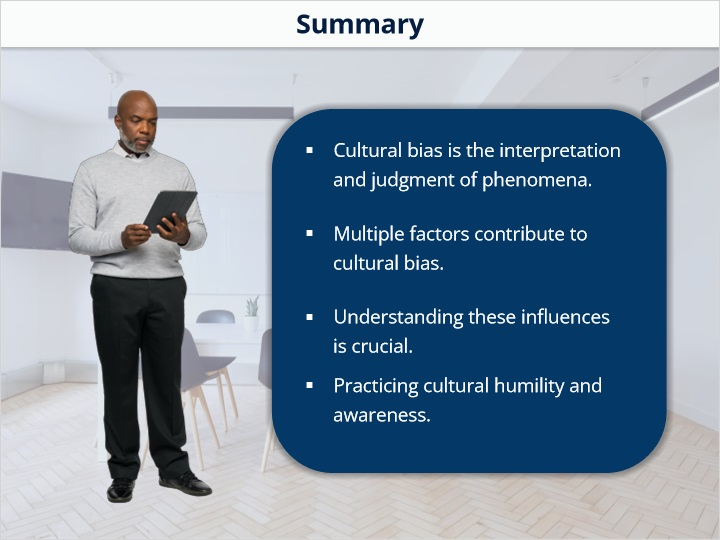 Summary
▪ Cultural bias is the interpretation
and judgment of phenomena.
▪ Multiple factors contribute to
cultural bias.
▪ Understanding these influences
is crucial.
▪ Practicing cultural humility and
awareness.